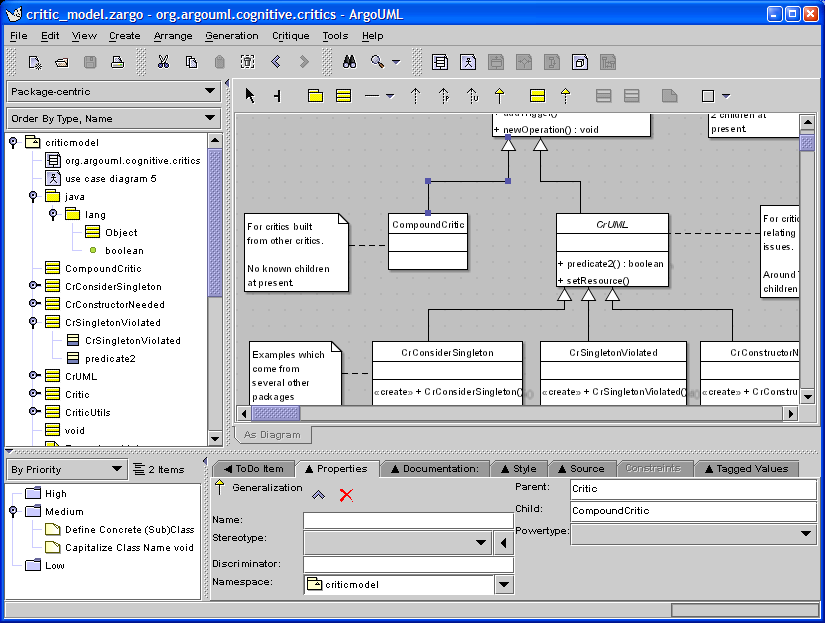 critic_model.zargo - org.argouml.cognitive.critics - ArgoUML
File Edit View Create Arrange Generation Critique Tools Help
Package-centric
Order By Type, Name
criticmodel
org.argouml.cognitive.critics
use case diagram 5
java
lang
Object
boolean
CompoundCritic
CrConsiderSingleton
CrConstructorNeeded
CrSingletonViolated
CrSingletonViolated
predicate2
CrUML
Critic
CriticUtils
void
+ newOperation() : void
2 children at
present.
For critics built
from other critics.
No known children
at present.
CompoundCritic
CrUML
+ predicate2() : boolean
+ setResource()
For critic
relating
issues.
Around
children
Examples which
come from
several other
packages
CrConsiderSingleton
«create» + CrConsiderSingleton()
CrSingletonViolated
«create» + CrSingletonViolated()
CrConstructorN
«create» + CrConstru
As Diagram
By Priority
2 Items
High
Medium
Define Concrete (Sub)Class
Capitalize Class Name void
Low
ToDo Item Properties Documentation: Style Source Constraints Tagged Values
Generalization
Name:
Stereotype:
Discriminator:
Namespace:
criticmodel
Parent:
Critic
Child:
CompoundCritic
Powertype: